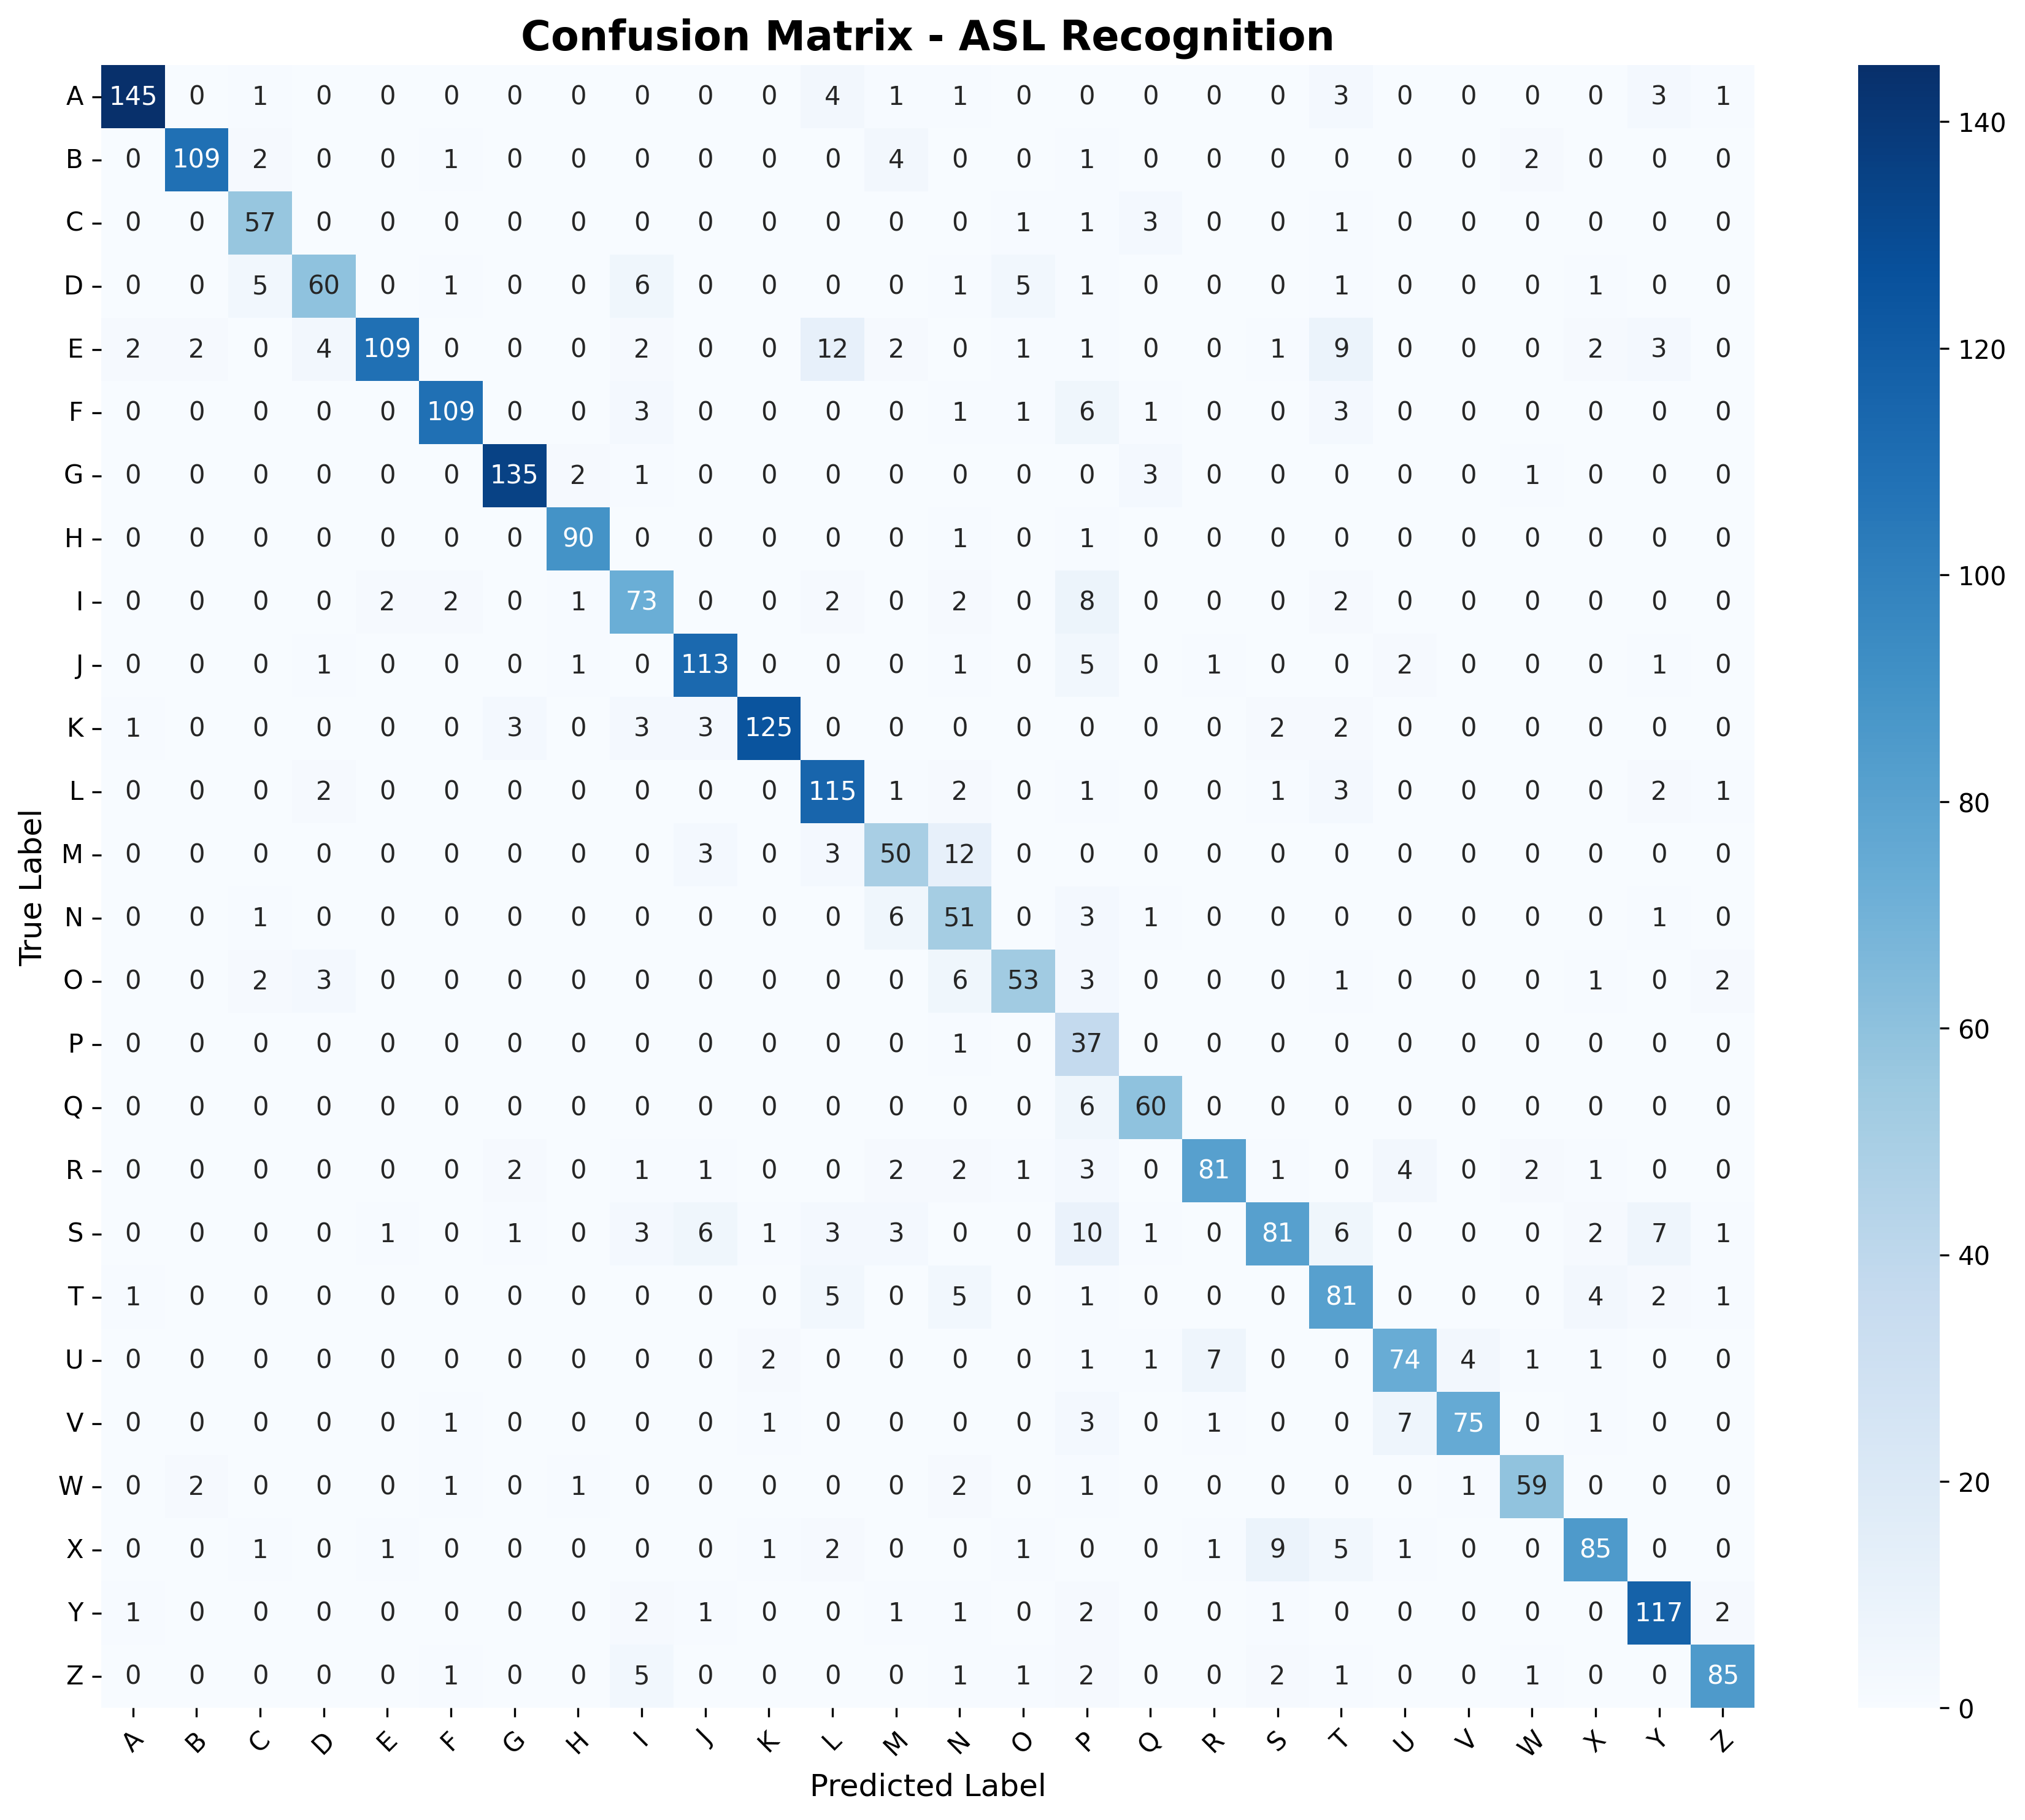 Confusion Matrix - ASL Recognition
A 145 0 1 0 0 0 0 0 0 0 0 4 1 1 0 0 0 0 0 3 0 0 0 0 3 1
B 0 109 2 0 0 1 0 0 0 0 0 0 4 0 0 1 0 0 0 0 0 0 2 0 0 0
C 0 0 57 0 0 0 0 0 0 0 0 0 0 0 1 1 3 0 0 1 0 0 0 0 0 0
D 0 0 5 60 0 1 0 0 6 0 0 0 0 1 5 1 0 0 0 1 0 0 0 1 0 0
E 2 2 0 4 109 0 0 0 2 0 0 12 2 0 1 1 0 0 1 9 0 0 0 2 3 0
F 0 0 0 0 0 109 0 0 3 0 0 0 0 1 1 6 1 0 0 3 0 0 0 0 0 0
G 0 0 0 0 0 0 135 2 1 0 0 0 0 0 0 0 3 0 0 0 0 0 1 0 0 0
H 0 0 0 0 0 0 0 90 0 0 0 0 0 1 0 1 0 0 0 0 0 0 0 0 0 0
I 0 0 0 0 2 2 0 1 73 0 0 2 0 2 0 8 0 0 0 2 0 0 0 0 0 0
J 0 0 0 1 0 0 0 1 0 113 0 0 0 1 0 5 0 1 0 0 2 0 0 0 1 0
K 1 0 0 0 0 0 3 0 3 3 125 0 0 0 0 0 0 0 2 2 0 0 0 0 0 0
L 0 0 0 2 0 0 0 0 0 0 0 115 1 2 0 1 0 0 1 3 0 0 0 0 2 1
M 0 0 0 0 0 0 0 0 0 3 0 3 50 12 0 0 0 0 0 0 0 0 0 0 0 0
N 0 0 1 0 0 0 0 0 0 0 0 0 6 51 0 3 1 0 0 0 0 0 0 0 1 0
O 0 0 2 3 0 0 0 0 0 0 0 0 0 6 53 3 0 0 0 1 0 0 0 1 0 2
P 0 0 0 0 0 0 0 0 0 0 0 0 0 1 0 37 0 0 0 0 0 0 0 0 0 0
Q 0 0 0 0 0 0 0 0 0 0 0 0 0 0 0 6 60 0 0 0 0 0 0 0 0 0
R 0 0 0 0 0 0 2 0 1 1 0 0 2 2 1 3 0 81 1 0 4 0 2 1 0 0
S 0 0 0 0 1 0 1 0 3 6 1 3 3 0 0 10 1 0 81 6 0 0 0 2 7 1
T 1 0 0 0 0 0 0 0 0 0 0 5 0 5 0 1 0 0 0 81 0 0 0 4 2 1
U 0 0 0 0 0 0 0 0 0 0 2 0 0 0 0 1 1 7 0 0 74 4 1 1 0 0
V 0 0 0 0 0 1 0 0 0 0 1 0 0 0 0 3 0 1 0 0 7 75 0 1 0 0
W 0 2 0 0 0 1 0 1 0 0 0 0 0 2 0 1 0 0 0 0 0 1 59 0 0 0
X 0 0 1 0 1 0 0 0 0 0 1 2 0 0 1 0 0 1 9 5 1 0 0 85 0 0
Y 1 0 0 0 0 0 0 0 2 1 0 0 1 1 0 2 0 0 1 0 0 0 0 0 117 2
Z 0 0 0 0 0 1 0 0 5 0 0 0 0 1 1 2 0 0 2 1 0 0 1 0 0 85
A B C D E F G H I J K L M N O P Q R S T U V W X Y Z
Predicted Label
True Label
140
120
100
80
60
40
20
0